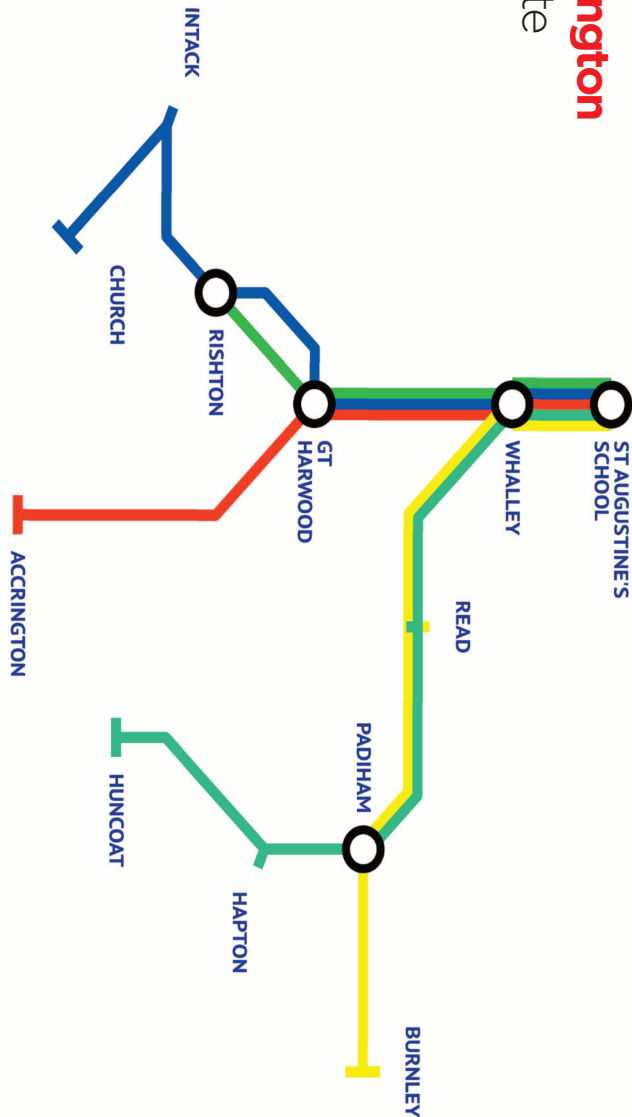 ngton
te
ST AUGUSTINE'S
SCHOOL
WHALLEY
READ
BURNLEY
PADIHAM
GT
HARWOOD
HAPTON
RISHTON
INTACK
CHURCH
HUNCOAT
ACCRINGTON